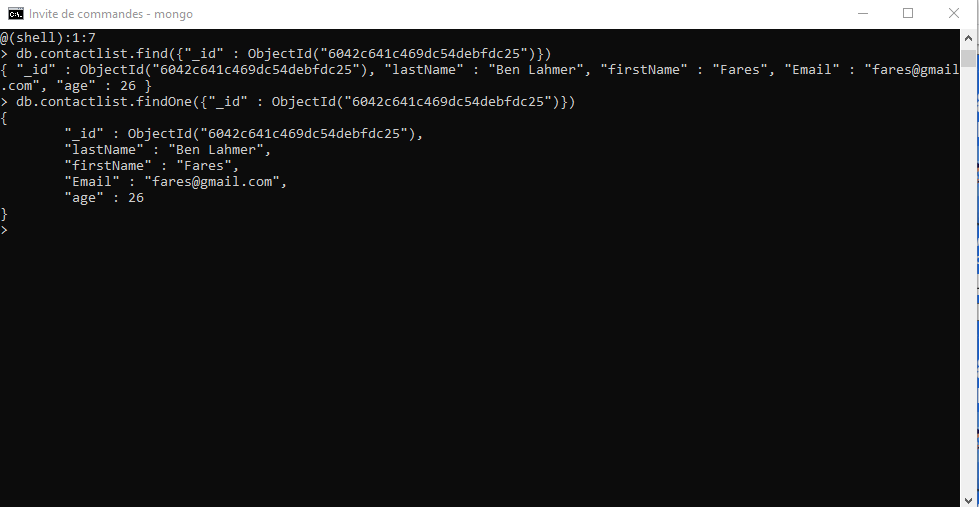 Invite de commandes - mongo
@(shell):1:7
> db.contactlist.find({"_id" : ObjectId("6042c641c469dc54debfdc25")})
{ "_id" : ObjectId("6042c641c469dc54debfdc25"), "lastName" : "Ben Lahmer", "firstName" : "Fares", "Email" : "fares@gmail
.com", "age" : 26 }
> db.contactlist.findOne({"_id" : ObjectId("6042c641c469dc54debfdc25")})
{
        "_id" : ObjectId("6042c641c469dc54debfdc25"),
        "lastName" : "Ben Lahmer",
        "firstName" : "Fares",
        "Email" : "fares@gmail.com",
        "age" : 26
}
>